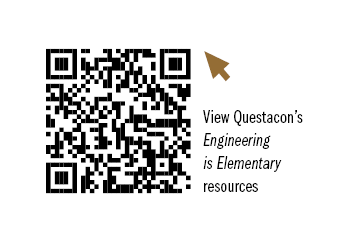 View Questacon's
Engineering
is Elementary
resources